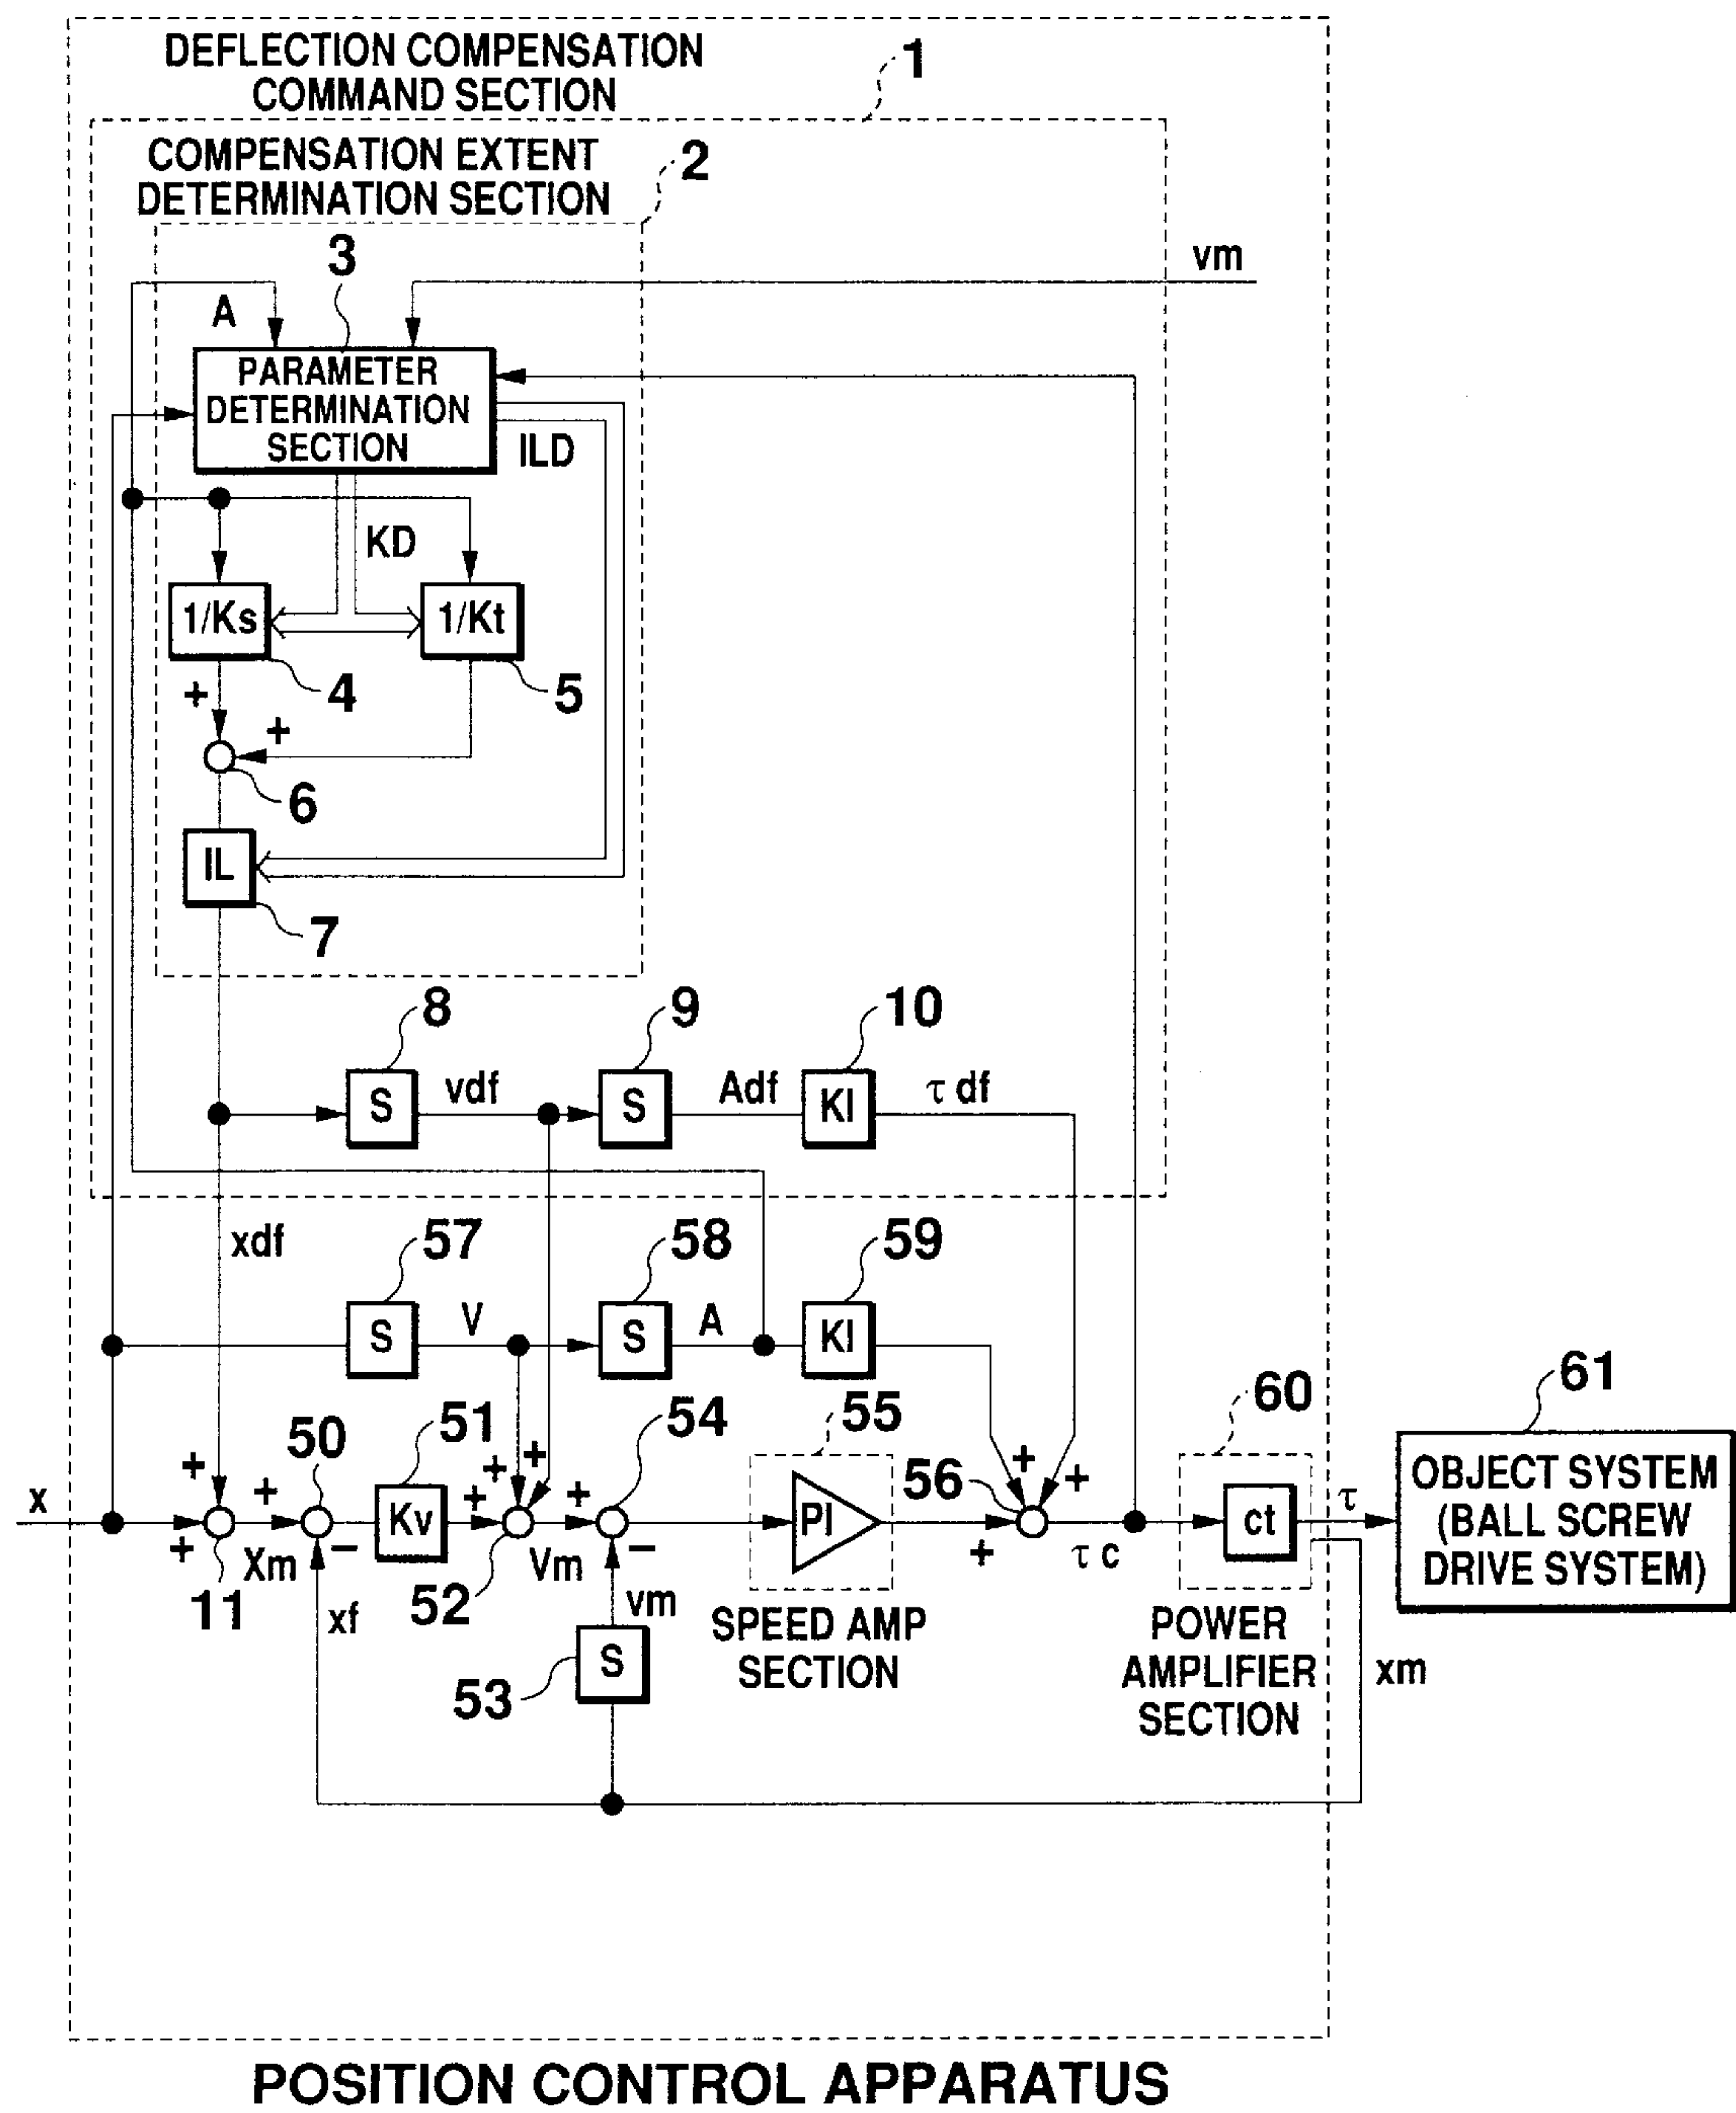 DEFLECTION COMPENSATION
COMMAND SECTION
1
COMPENSATION EXTENT
DETERMINATION SECTION
2
3
vm
A
PARAMETER
DETERMINATION
SECTION
ILD
KD
1/Ks
1/Kt
4
5
+
+
6
IL
7
8
9
10
S
vdf
S
Adf
KI
τ df
xdf
57
58
59
S
V
S
A
KI
50
51
54
55
60
61
+
+
+
+
+
+
+
+
56
OBJECT SYSTEM
(BALL SCREW
DRIVE SYSTEM)
x
Kv
PI
ct
τ
+
Xm
−
Vm
−
+
τ c
11
xf
52
vm
SPEED AMP
SECTION
POWER
AMPLIFIER
SECTION
S
53
xm
POSITION CONTROL APPARATUS